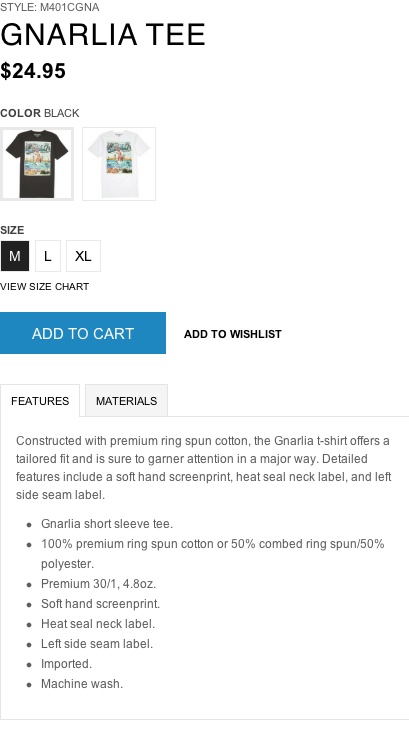 STYLE: M401CGNA
GNARLIA TEE
$24.95
COLOR BLACK
SIZE
M L XL
VIEW SIZE CHART
ADD TO CART ADD TO WISHLIST
FEATURES MATERIALS
Constructed with premium ring spun cotton, the Gnarlia t-shirt offers a
tailored fit and is sure to garner attention in a major way. Detailed
features include a soft hand screenprint, heat seal neck label, and left
side seam label.
• Gnarlia short sleeve tee.
• 100% premium ring spun cotton or 50% combed ring spun/50%
polyester.
• Premium 30/1, 4.8oz.
• Soft hand screenprint.
• Heat seal neck label.
• Left side seam label.
• Imported.
• Machine wash.